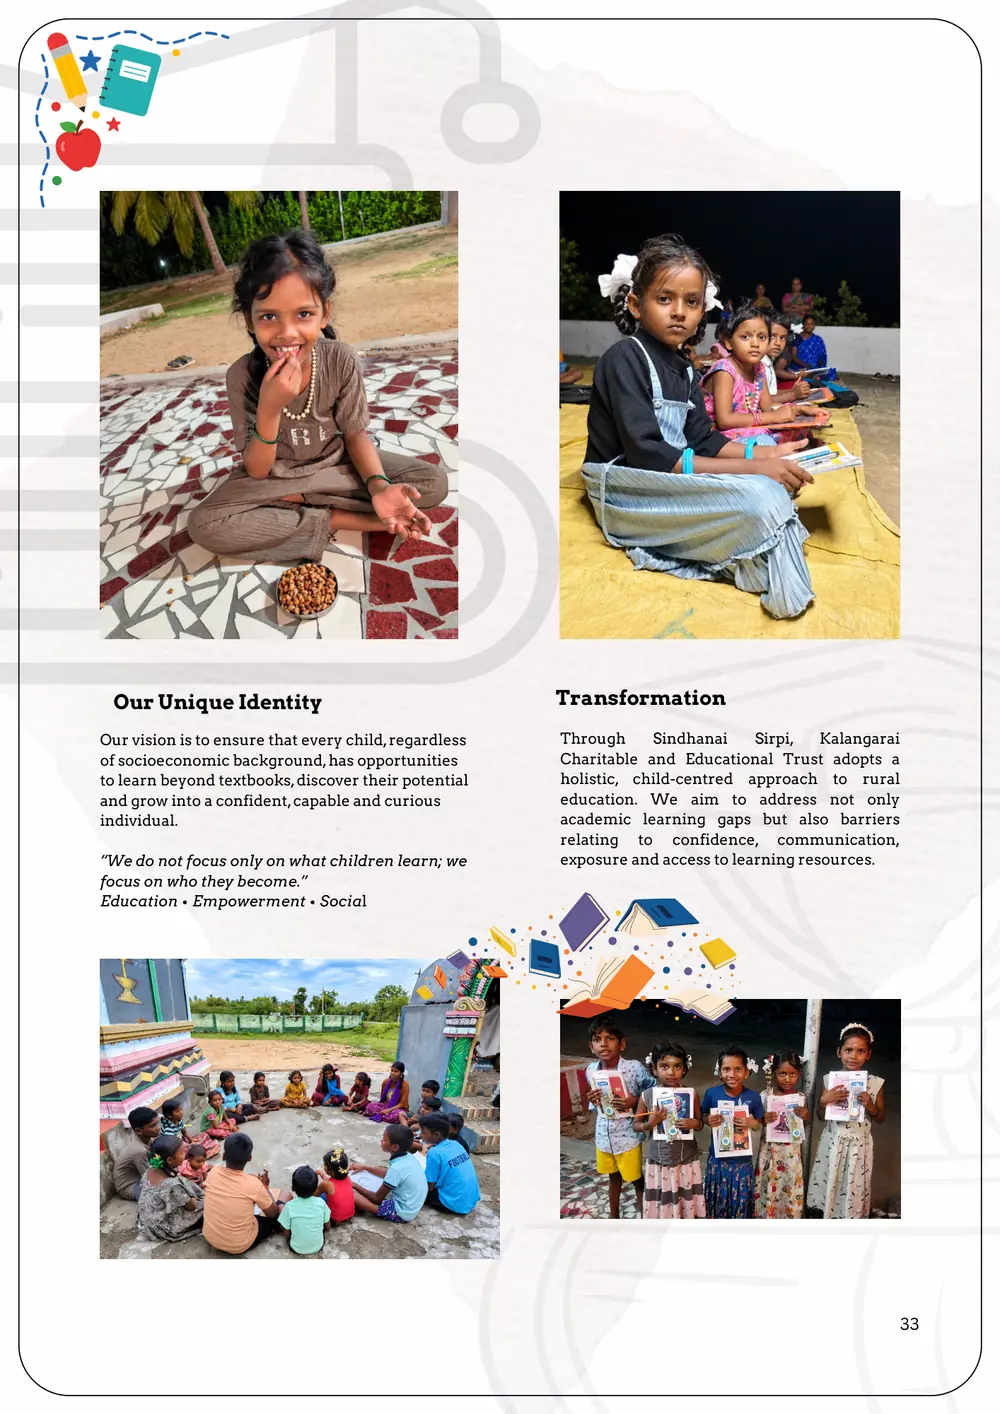 Our Unique Identity
Our vision is to ensure that every child, regardless
of socioeconomic background, has opportunities
to learn beyond textbooks, discover their potential
and grow into a confident, capable and curious
individual.
“We do not focus only on what children learn; we
focus on who they become.”
Education • Empowerment • Social
Transformation
Through Sindhanai Sirpi, Kalangarai
Charitable and Educational Trust adopts a
holistic, child-centred approach to rural
education. We aim to address not only
academic learning gaps but also barriers
relating to confidence, communication,
exposure and access to learning resources.
FOOTBAL
33